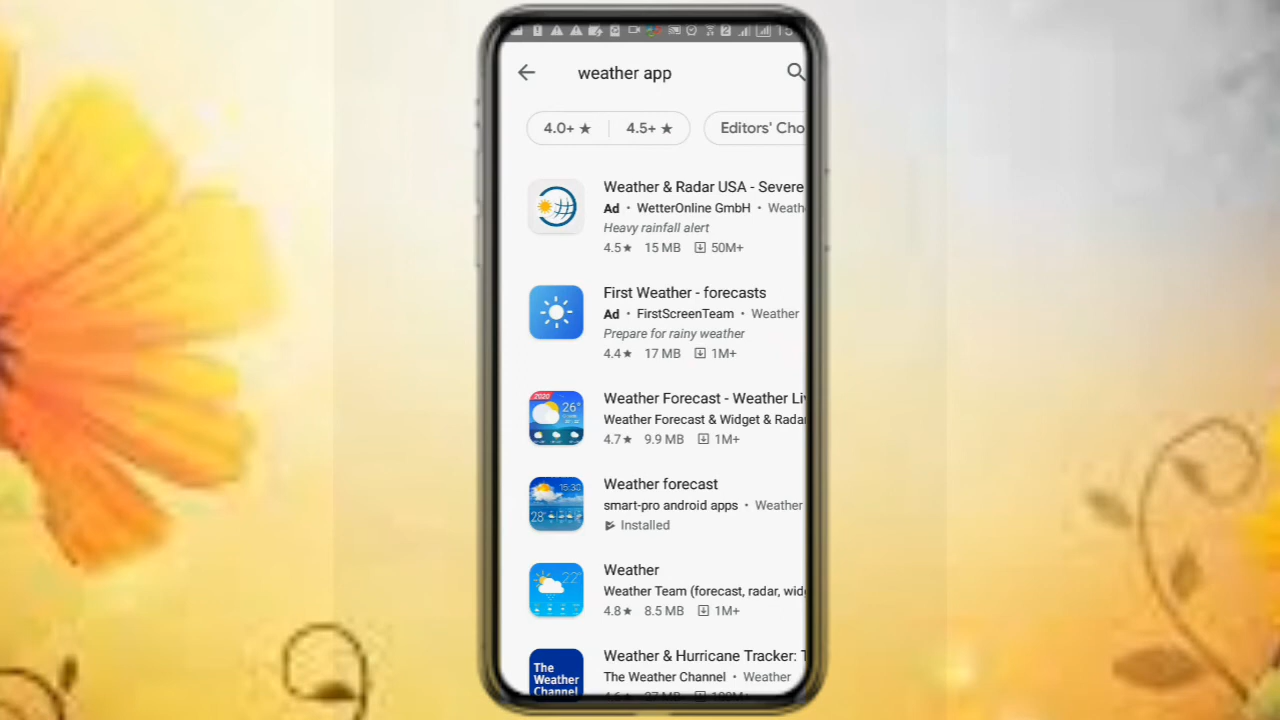 15
weather app
4.0+ ★ 4.5+ ★ Editors' Cho
Weather & Radar USA - Severe
Ad • WetterOnline GmbH • Weath
Heavy rainfall alert
4.5★ 15 MB 50M+
First Weather - forecasts
Ad • FirstScreenTeam • Weather
Prepare for rainy weather
4.4★ 17 MB 1M+
2020
26°
Weather Forecast - Weather Liv
Weather Forecast & Widget & Radar
4.7★ 9.9 MB 1M+
15:30
28°
Weather forecast
smart-pro android apps • Weather
Installed
22°
Weather
Weather Team (forecast, radar, wid
4.8★ 8.5 MB 1M+
The
Weather
Channel
Weather & Hurricane Tracker: T
The Weather Channel • Weather